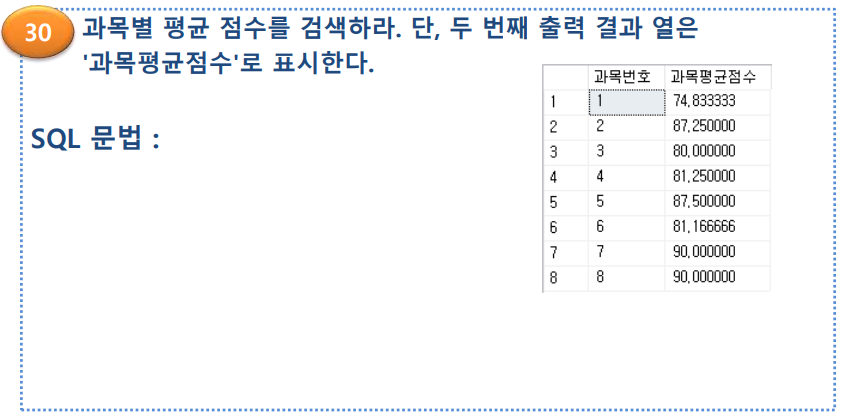 30 과목별 평균 점수를 검색하라. 단, 두 번째 출력 결과 열은
'과목평균점수'로 표시한다.
SQL 문법 :
과목번호 과목평균점수
1 1 74,833333
2 2 87,250000
3 3 80,000000
4 4 81,250000
5 5 87,500000
6 6 81,166666
7 7 90,000000
8 8 90,000000